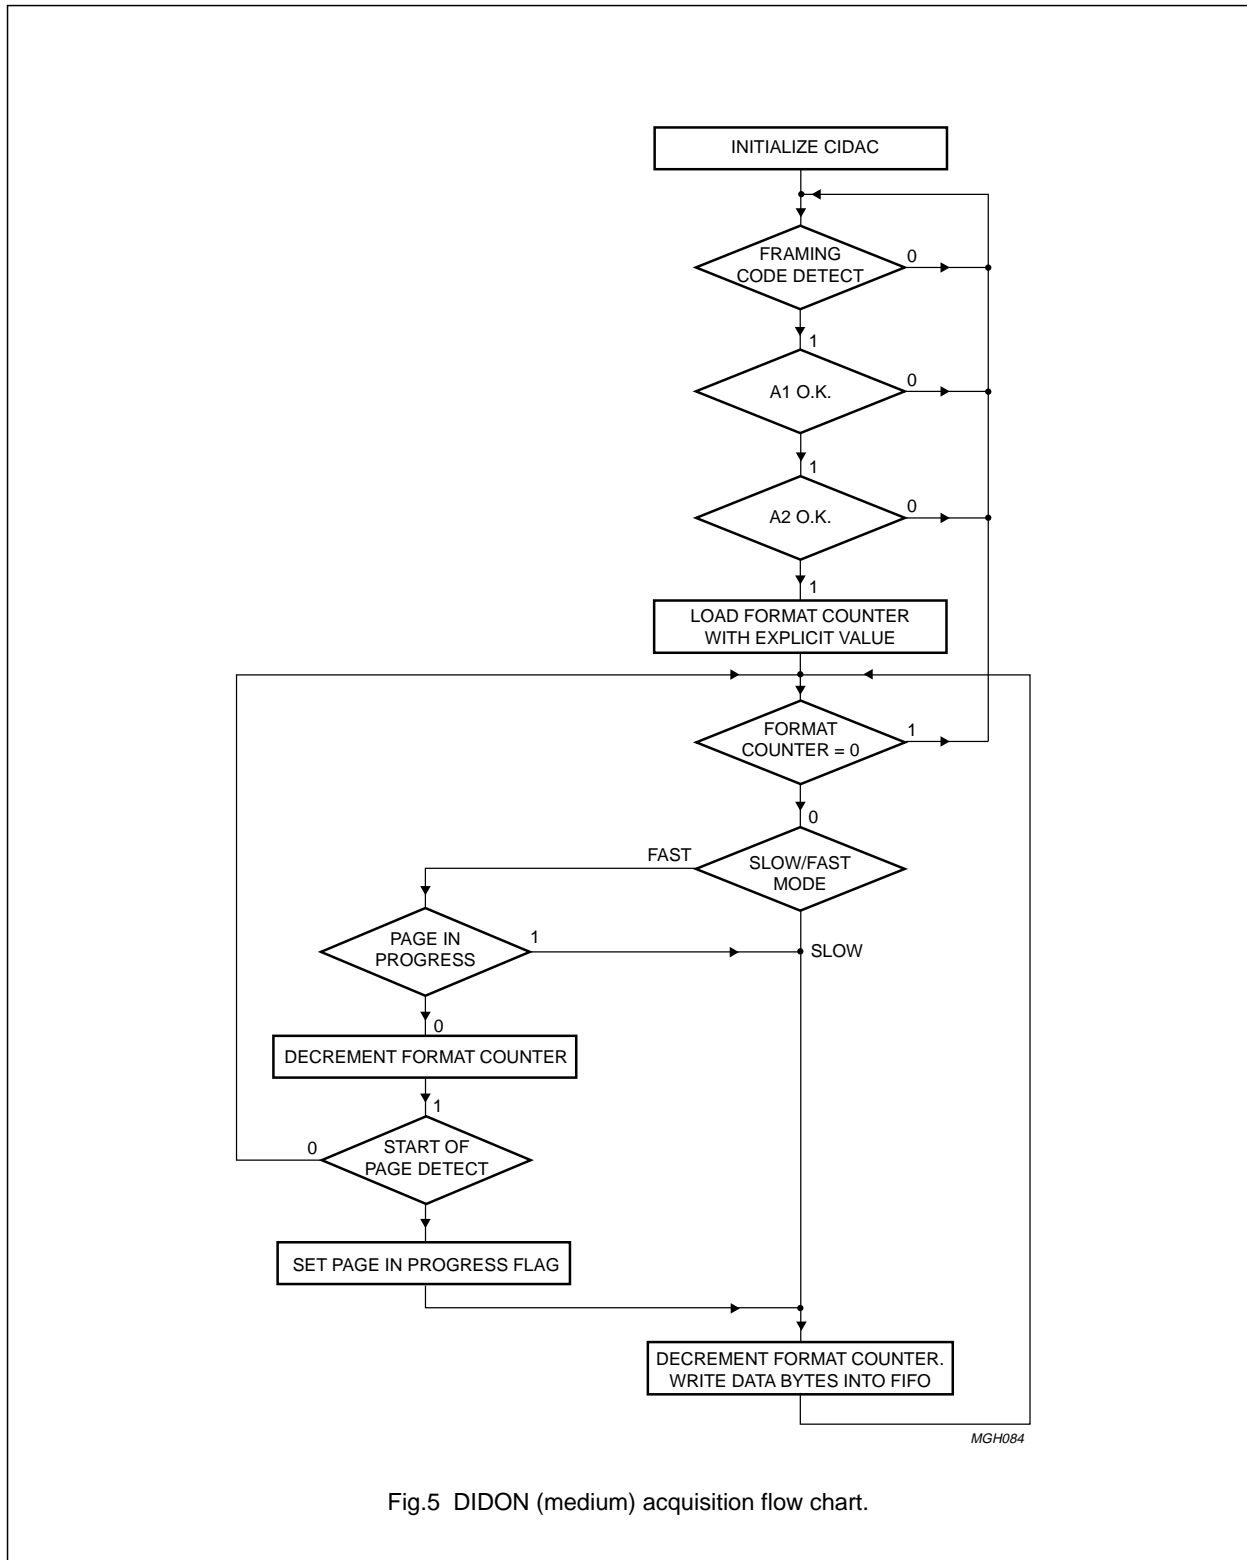 INITIALIZE CIDAC
FRAMING
CODE DETECT
0
1
A1 O.K.
0
1
A2 O.K.
0
1
LOAD FORMAT COUNTER
WITH EXPLICIT VALUE
FORMAT
COUNTER = 0
1
0
SLOW/FAST
MODE
FAST
SLOW
PAGE IN
PROGRESS
1
0
DECREMENT FORMAT COUNTER
1
START OF
PAGE DETECT
0
SET PAGE IN PROGRESS FLAG
DECREMENT FORMAT COUNTER.
WRITE DATA BYTES INTO FIFO
MGH084
Fig.5 DIDON (medium) acquisition flow chart.